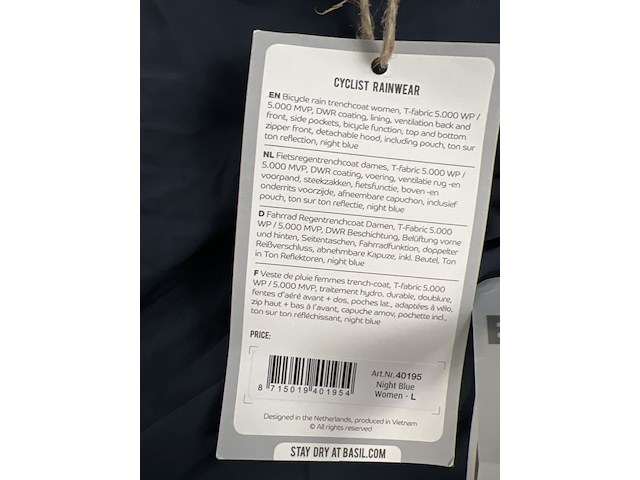 CYCLIST RAINWEAR
EN Bicycle rain trenchcoat women, T-fabric 5.000 WP /
5.000 MVP, DWR coating, lining, ventilation back and
front, side pockets, bicycle function, top and bottom
zipper front, detachable hood, including pouch, ton sur
ton reflection, night blue
NL Fietsregentrenchcoat dames, T-fabric 5.000 WP /
5.000 MVP, DWR coating, voering, ventilatie rug -en
voorpand, steekzakken, fietsfunctie, boven -en
onderrits voorzijde, afneembare capuchon, inclusief
pouch, ton sur ton reflectie, night blue
D Fahrrad Regentrenchcoat Damen, T-Fabric 5.000
WP / 5.000 MVP, DWR Beschichtung, Belüftung vorne
und hinten, Seitentaschen, Fahrradfunktion, doppelter
Reißverschluss, abnehmbare Kapuze, inkl. Beutel, Ton
in Ton Reflektoren, night blue
F Veste de pluie femmes trench-coat, T-fabric 5.000
WP / 5.000 MVP, traitement hydro. durable, doublure,
fentes d'aéré avant + dos, poches lat., adaptées à vélo,
zip haut + bas à l'avant, capuche amov, pochette incl.,
ton sur ton réfléchissant, night blue
PRICE:
Art.Nr. 40195
Night Blue
Women - L
8 715019 401954
Designed in the Netherlands, produced in Vietnam
© All rights reserved
STAY DRY AT BASIL.COM